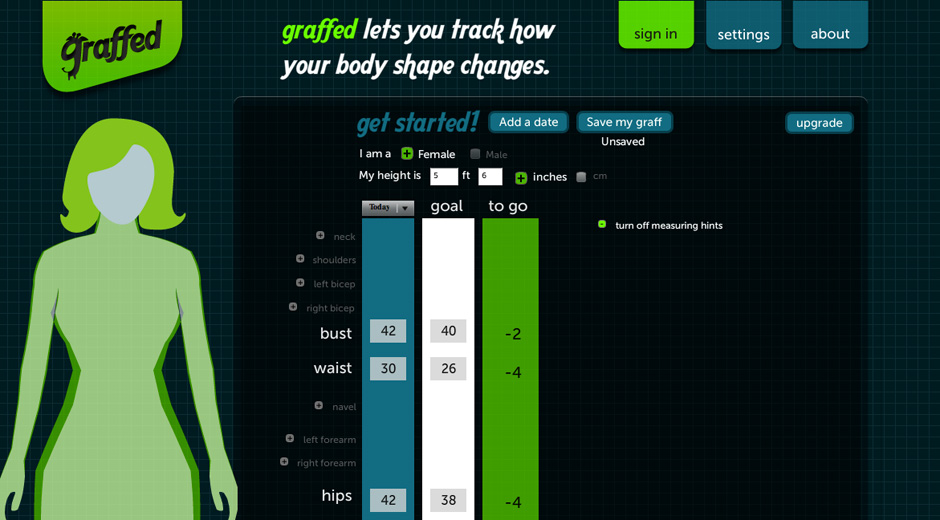 graffed
graffed lets you track how
your body shape changes.
sign in
settings
about
get started!
Add a date
Save my graff
upgrade
Unsaved
I am a Female Male
My height is 5 ft 6 inches cm
Today goal to go
turn off measuring hints
neck
shoulders
left bicep
right bicep
bust 42 40 -2
waist 30 26 -4
navel
left forearm
right forearm
hips 42 38 -4